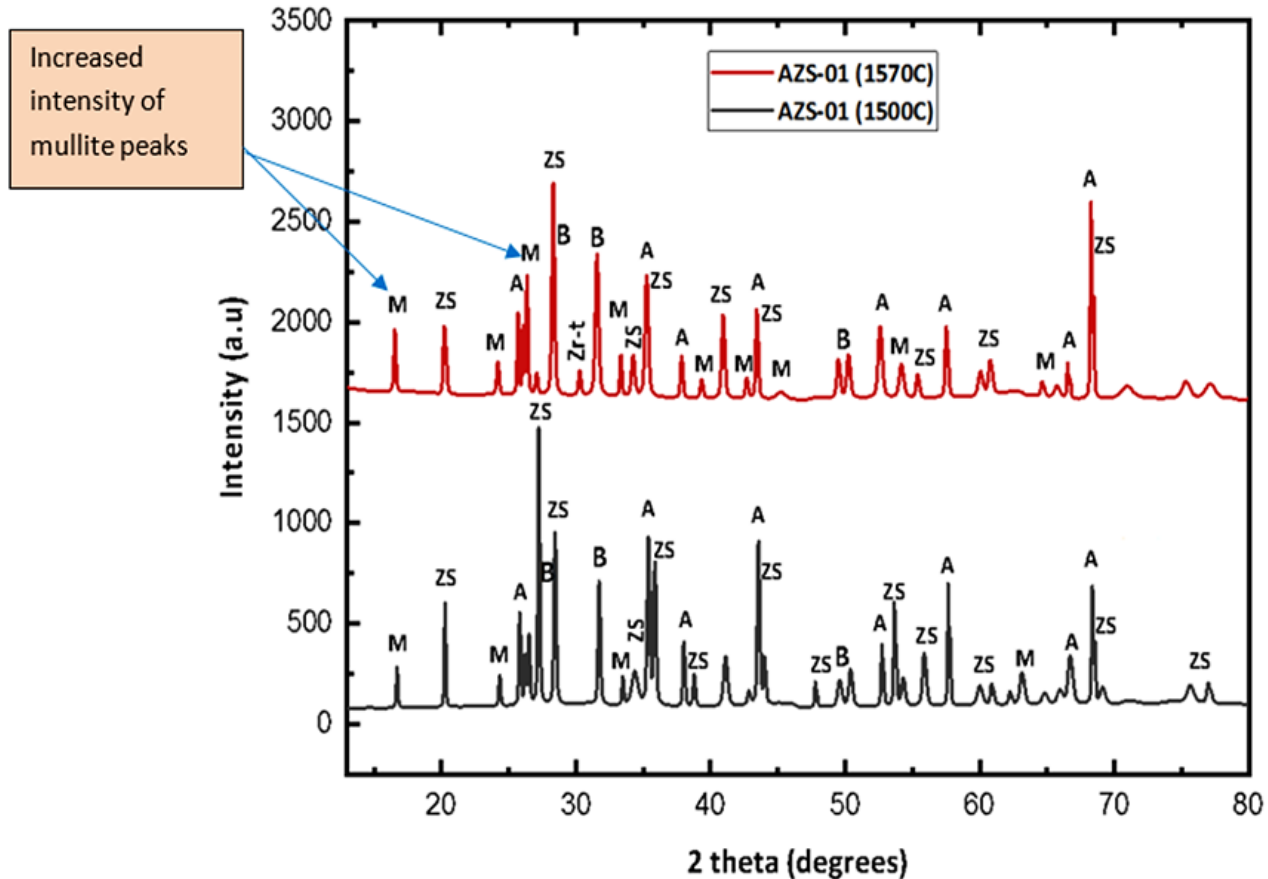 Increased
intensity of
mullite peaks
AZS-01 (1570C)
AZS-01 (1500C)
Intensity (a.u)
3500
3000
2500
2000
1500
1000
500
0
M
ZS
M
A
M
ZS
B
Zr-t
B
M
ZS
A
ZS
A
M
ZS
M
A
ZS
M
B
A
M
ZS
A
ZS
M
A
A
ZS
M
ZS
M
A
ZS
B
ZS
B
M
ZS
A
ZS
A
ZS
A
ZS
ZS
B
A
ZS
ZS
A
ZS
M
A
A
ZS
ZS
20
30
40
50
60
70
80
2 theta (degrees)